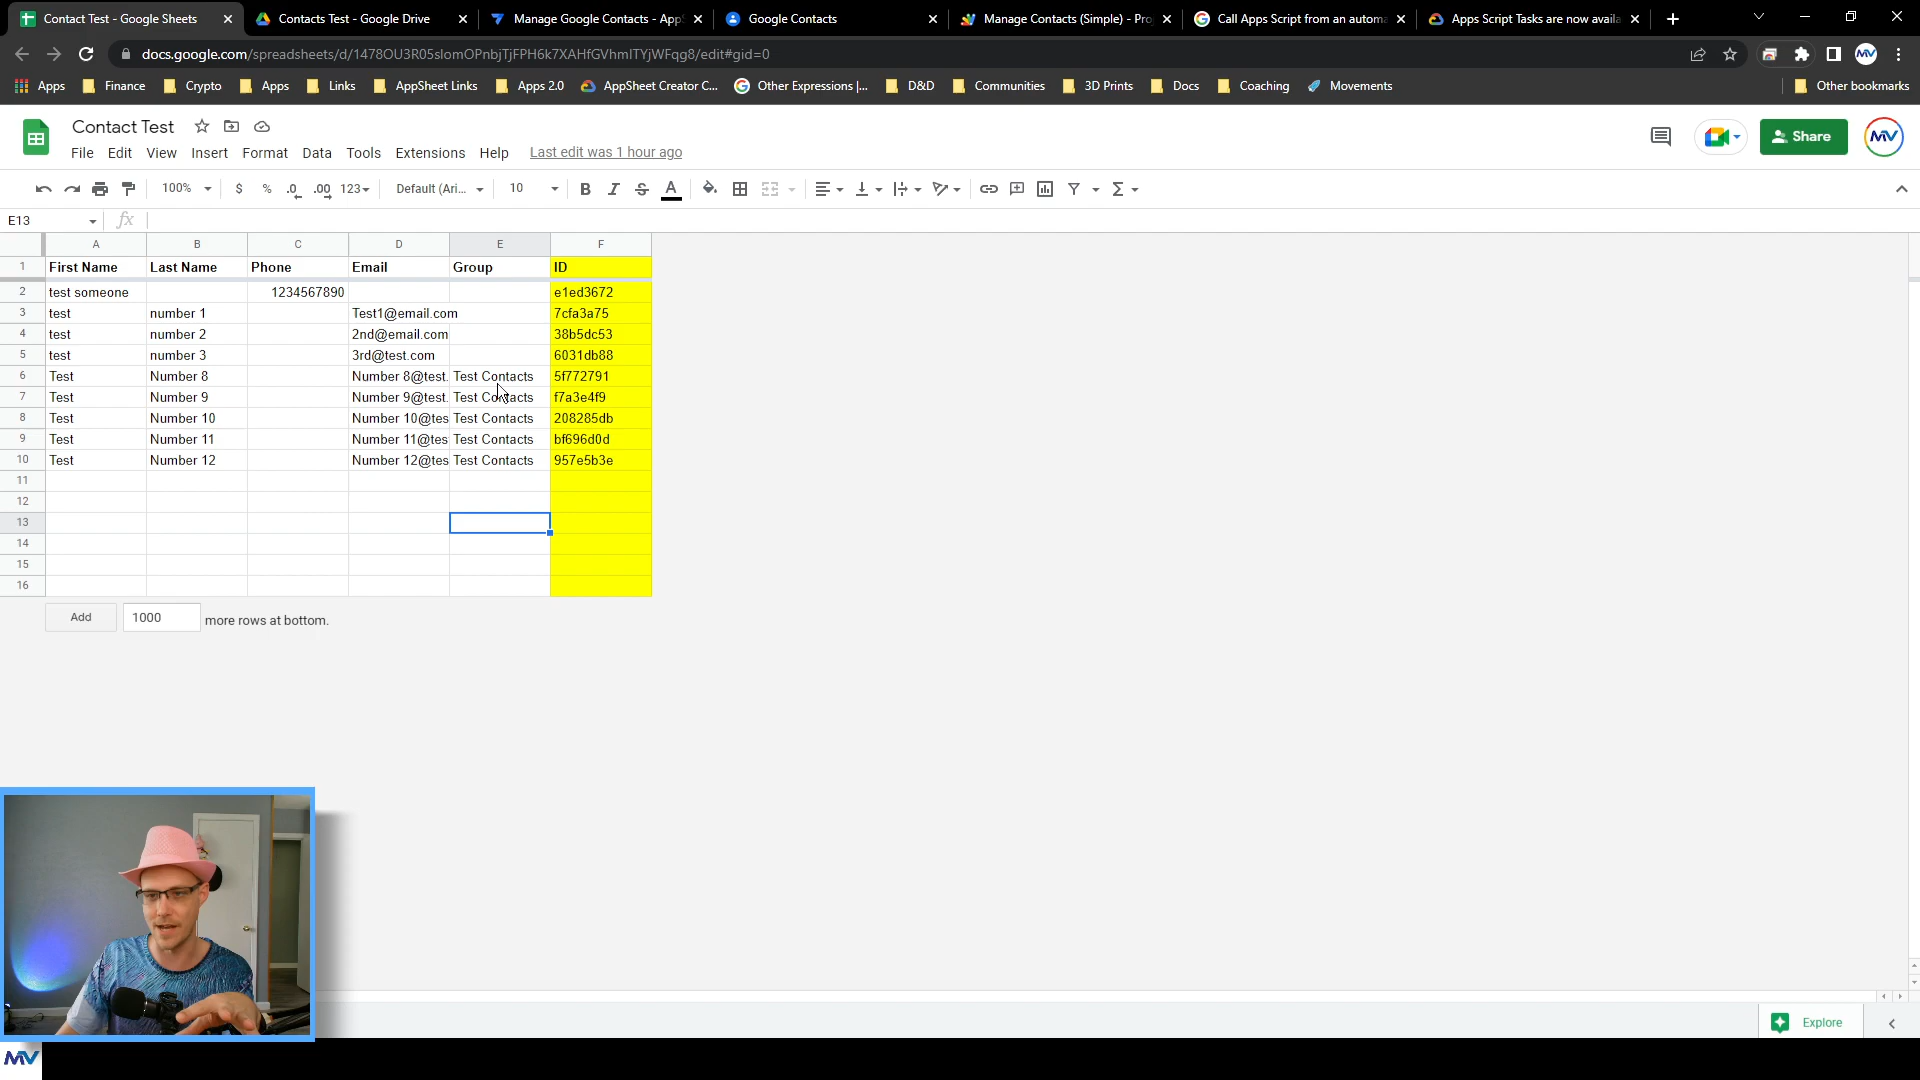 Contact Test - Google Sheets
Contacts Test - Google Drive
Manage Google Contacts - App
Google Contacts
Manage Contacts (Simple) - Pro
Call Apps Script from an automa
Apps Script Tasks are now availa
docs.google.com/spreadsheets/d/1478OU3R05slomOPnbjTjFPH6k7XAHfGVhmITYjWFqg8/edit#gid=0
MV
Apps
Finance
Crypto
Apps
Links
AppSheet Links
Apps 2.0
AppSheet Creator C...
Other Expressions |...
D&D
Communities
3D Prints
Docs
Coaching
Movements
Other bookmarks
Contact Test
File Edit View Insert Format Data Tools Extensions Help Last edit was 1 hour ago
Share
MV
100% $ % .0 .00 123 Default (Ari... 10 B I S A Σ
E13 fx
A B C D E F
1 First Name Last Name Phone Email Group ID
2 test someone 1234567890 e1ed3672
3 test number 1 Test1@email.com 7cfa3a75
4 test number 2 2nd@email.com 38b5dc53
5 test number 3 3rd@test.com 6031db88
6 Test Number 8 Number 8@test. Test Contacts 5f772791
7 Test Number 9 Number 9@test. Test Contacts f7a3e4f9
8 Test Number 10 Number 10@tes Test Contacts 208285db
9 Test Number 11 Number 11@tes Test Contacts bf696d0d
10 Test Number 12 Number 12@tes Test Contacts 957e5b3e
11
12
13
14
15
16
Add 1000 more rows at bottom.
Explore
MV